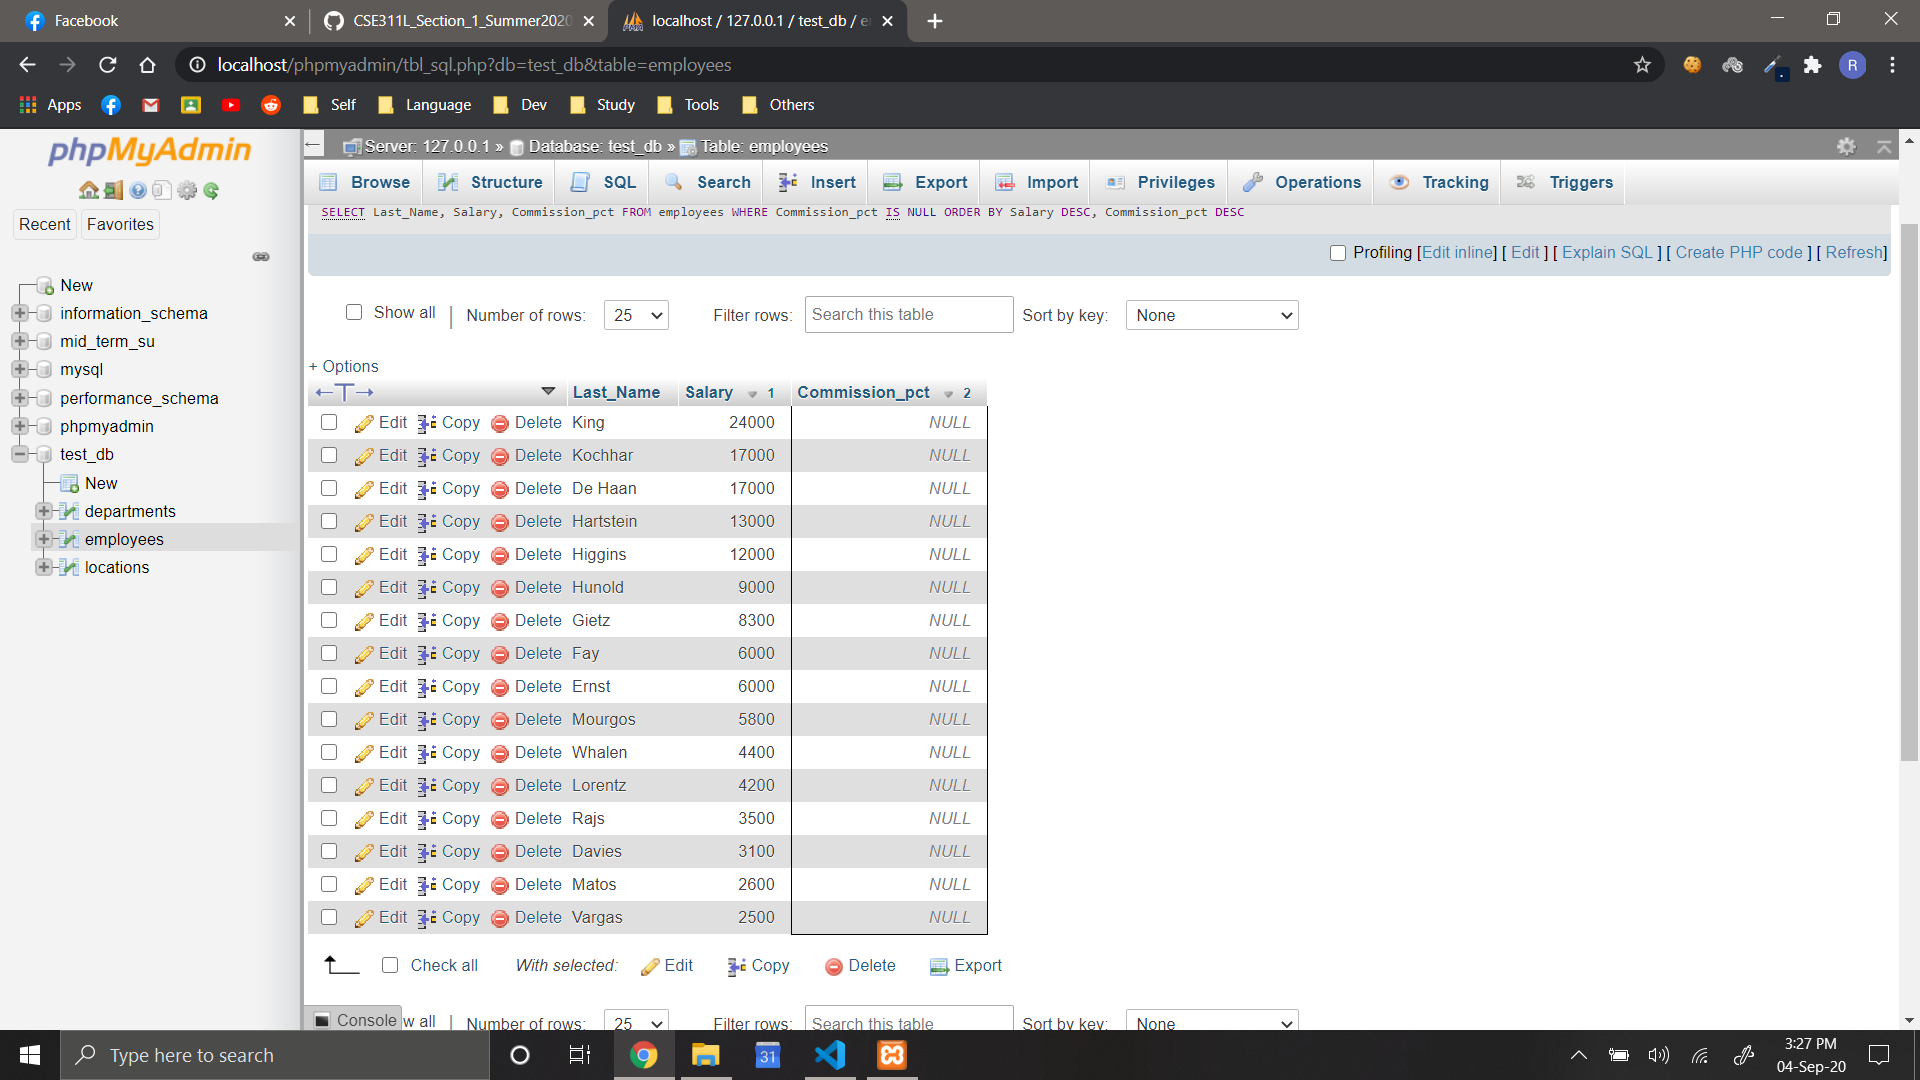 Facebook
CSE311L_Section_1_Summer2020
localhost / 127.0.0.1 / test_db / e
localhost/phpmyadmin/tbl_sql.php?db=test_db&table=employees
R
Apps Self Language Dev Study Tools Others
phpMyAdmin
Recent Favorites
New
information_schema
mid_term_su
mysql
performance_schema
phpmyadmin
test_db
New
departments
employees
locations
Server: 127.0.0.1 » Database: test_db » Table: employees
Browse Structure SQL Search Insert Export Import Privileges Operations Tracking Triggers
SELECT Last_Name, Salary, Commission_pct FROM employees WHERE Commission_pct IS NULL ORDER BY Salary DESC, Commission_pct DESC
Profiling [Edit inline] [ Edit ] [ Explain SQL ] [ Create PHP code ] [ Refresh]
Show all | Number of rows: 25 Filter rows: Search this table Sort by key: None
+ Options
←T→ Last_Name Salary 1 Commission_pct 2
Edit Copy Delete King 24000 NULL
Edit Copy Delete Kochhar 17000 NULL
Edit Copy Delete De Haan 17000 NULL
Edit Copy Delete Hartstein 13000 NULL
Edit Copy Delete Higgins 12000 NULL
Edit Copy Delete Hunold 9000 NULL
Edit Copy Delete Gietz 8300 NULL
Edit Copy Delete Fay 6000 NULL
Edit Copy Delete Ernst 6000 NULL
Edit Copy Delete Mourgos 5800 NULL
Edit Copy Delete Whalen 4400 NULL
Edit Copy Delete Lorentz 4200 NULL
Edit Copy Delete Rajs 3500 NULL
Edit Copy Delete Davies 3100 NULL
Edit Copy Delete Matos 2600 NULL
Edit Copy Delete Vargas 2500 NULL
Check all With selected: Edit Copy Delete Export
Console w all | Number of rows: 25 Filter rows: Search this table Sort by key: None
Type here to search
31
3:27 PM
04-Sep-20